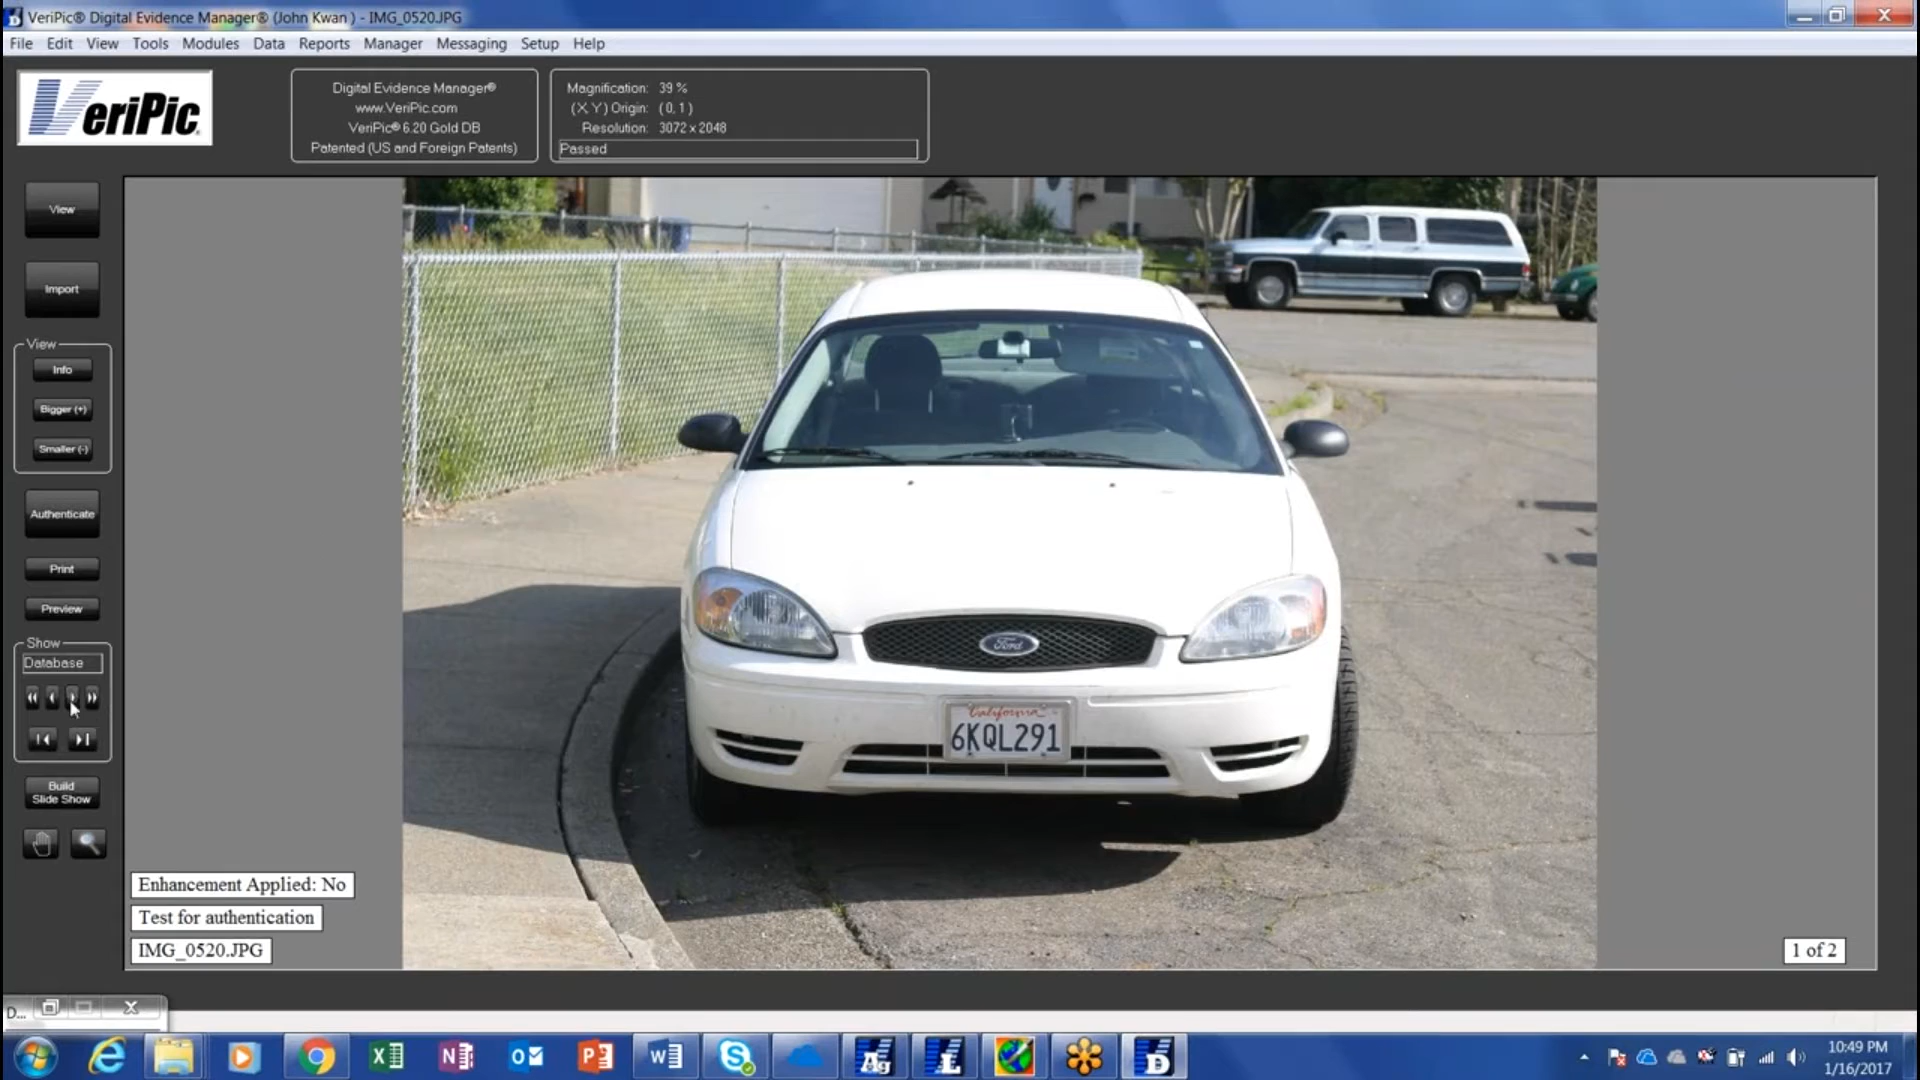 VeriPic® Digital Evidence Manager® (John Kwan ) - IMG_0520.JPG
File Edit View Tools Modules Data Reports Manager Messaging Setup Help
VeriPic®
Digital Evidence Manager®
www.VeriPic.com
VeriPic® 6.20 Gold DB
Patented (US and Foreign Patents)
Magnification: 39 %
(X,Y) Origin: ( 0, 1 )
Resolution: 3072 x 2048
Passed
View
Import
View
Info
Bigger (+)
Smaller (-)
Authenticate
Print
Preview
Show
Database
Build
Slide Show
Ford
California
6KQL291
Enhancement Applied: No
Test for authentication
IMG_0520.JPG
1 of 2
D...
10:49 PM
1/16/2017